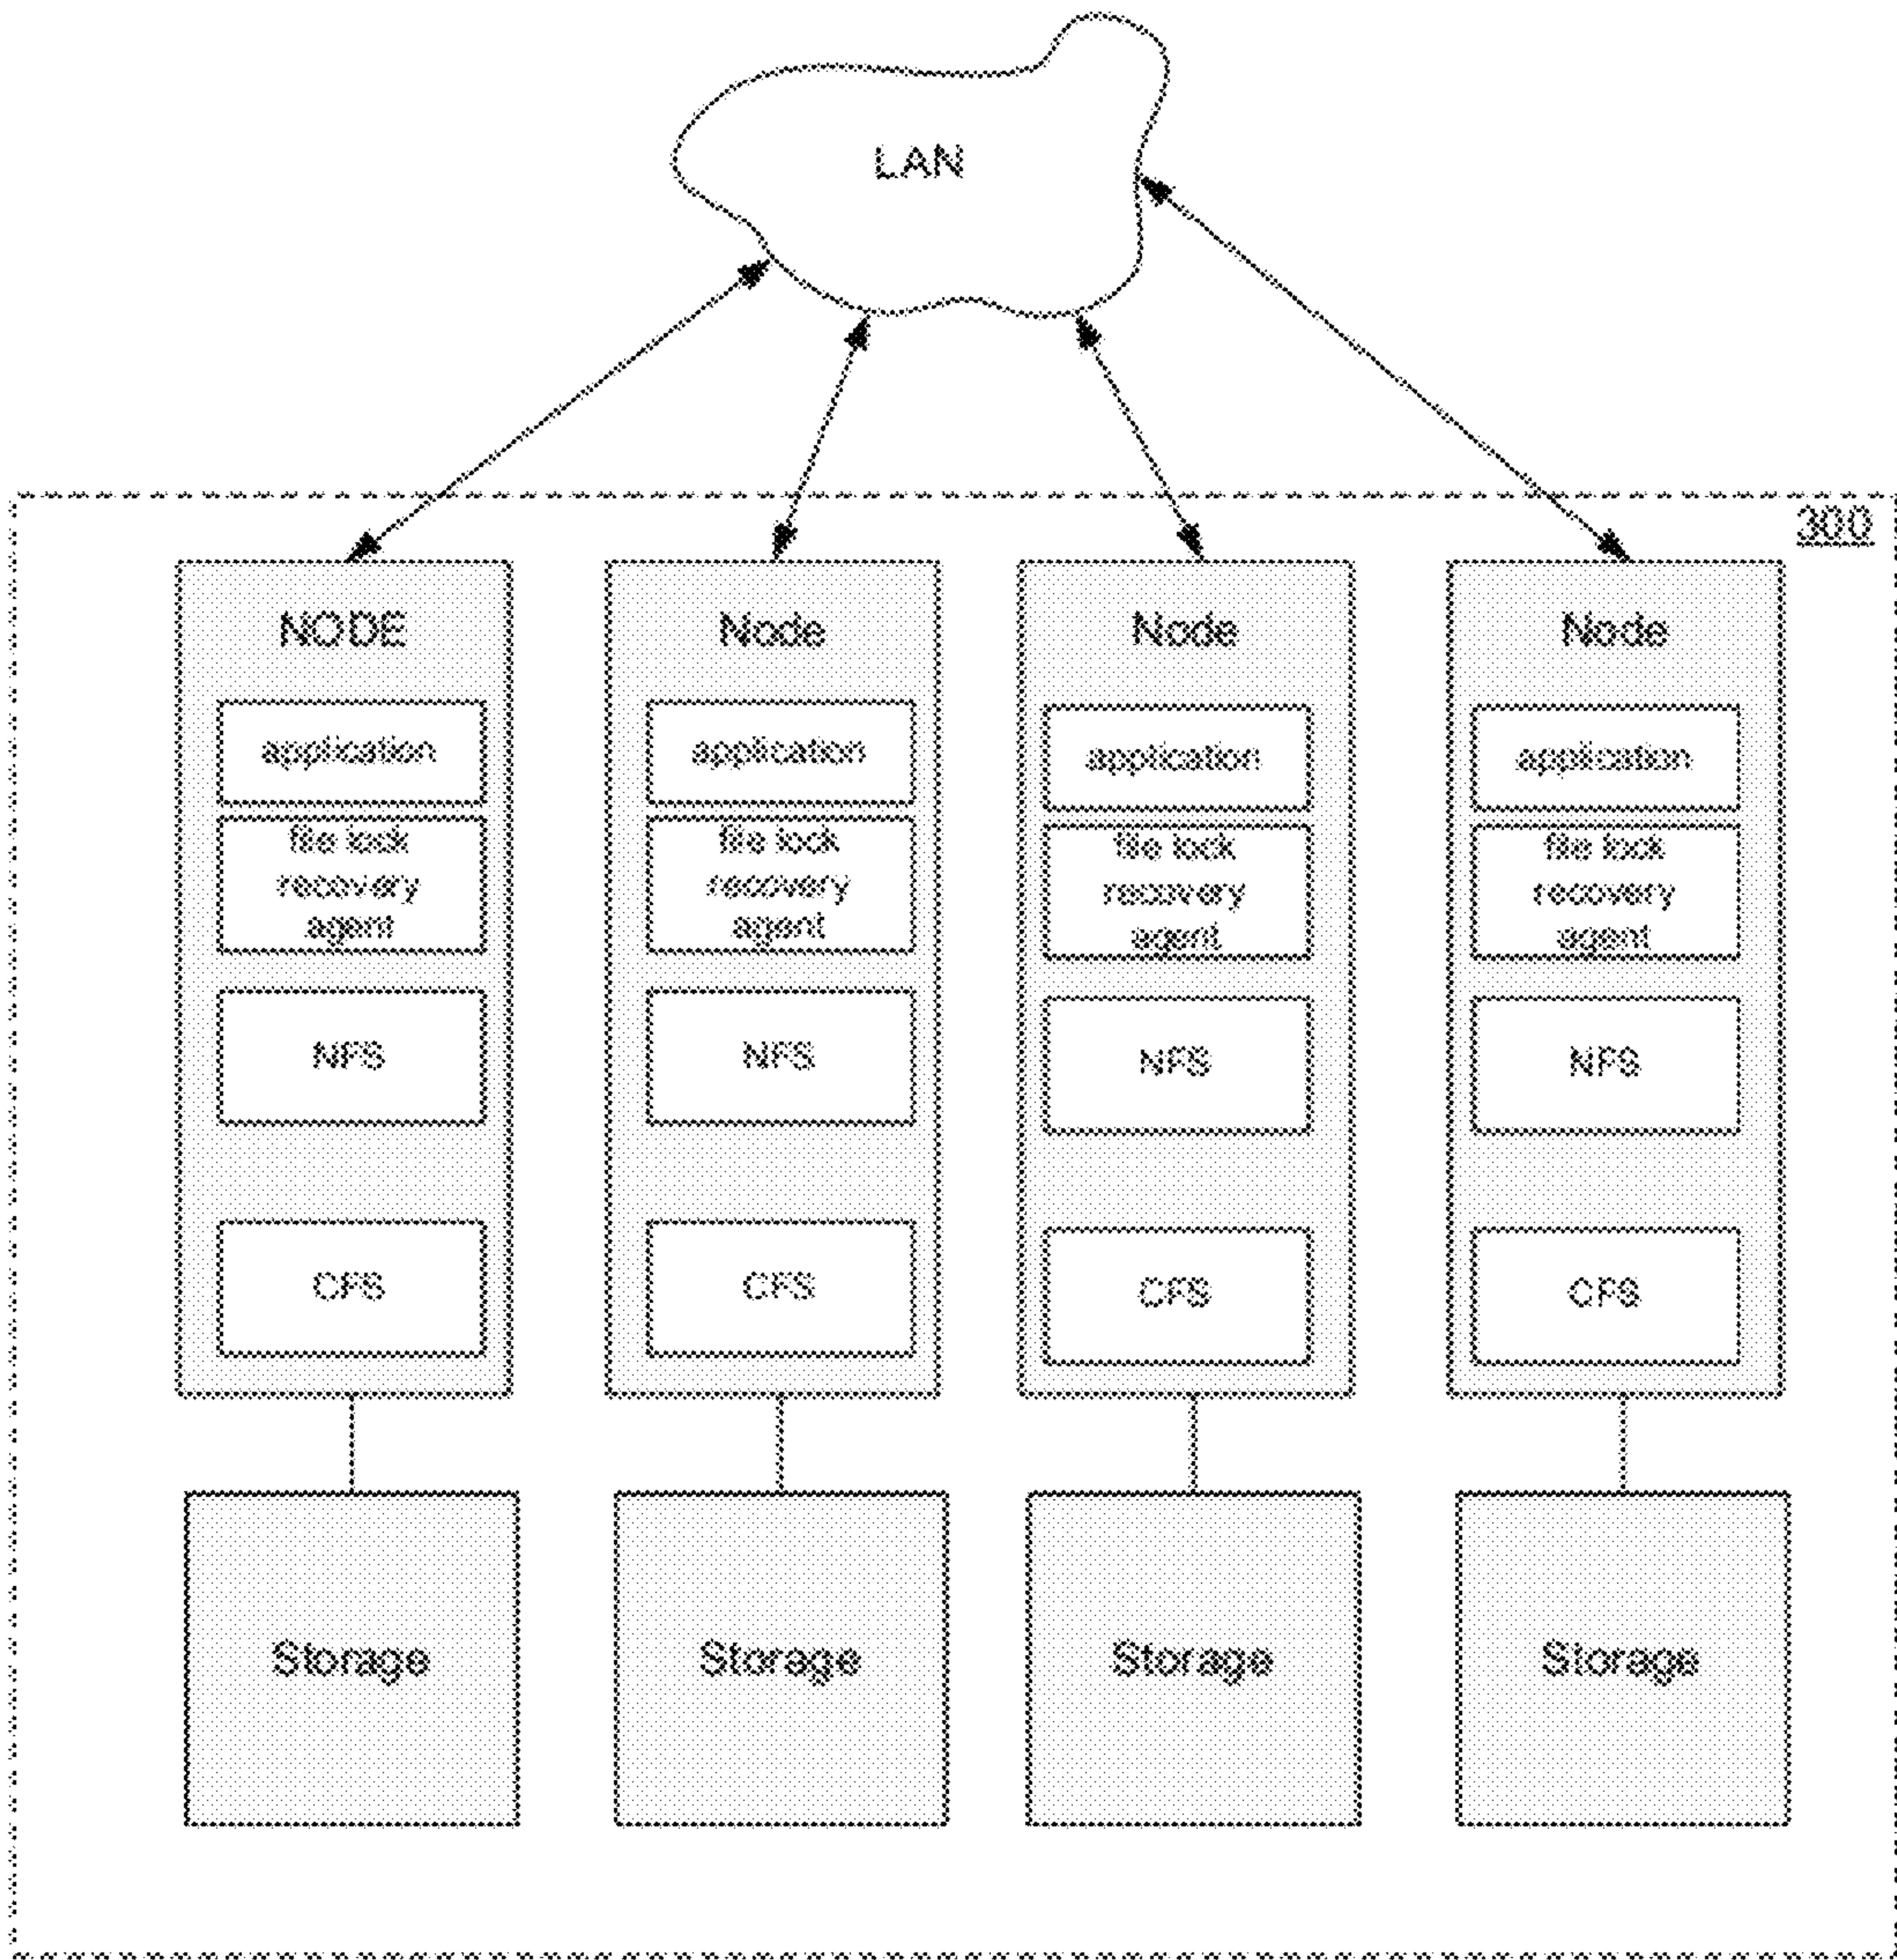 LAN
300
NODE
Node
Node
Node
application
application
application
application
file lock
recovery
agent
file lock
recovery
agent
file lock
recovery
agent
file lock
recovery
agent
NFS
NFS
NFS
NFS
CFS
CFS
CFS
CFS
Storage
Storage
Storage
Storage